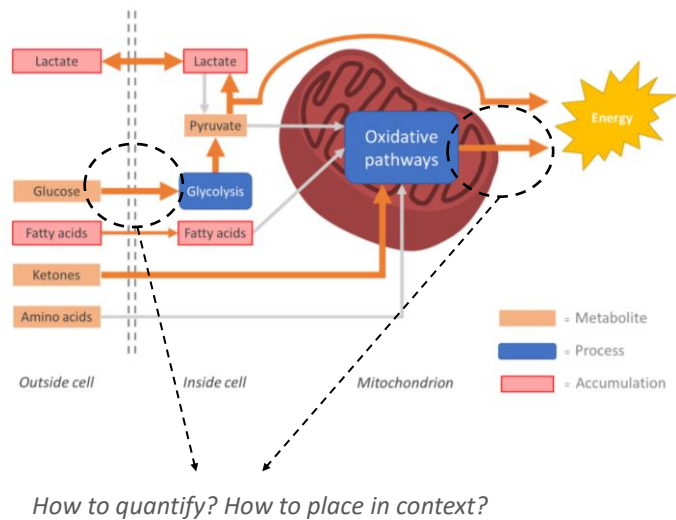 Lactate
Lactate
Pyruvate
Oxidative
pathways
Energy
Glucose
Glycolysis
Fatty acids
Fatty acids
Ketones
Amino acids
= Metabolite
= Process
= Accumulation
Outside cell
Inside cell
Mitochondrion
How to quantify? How to place in context?